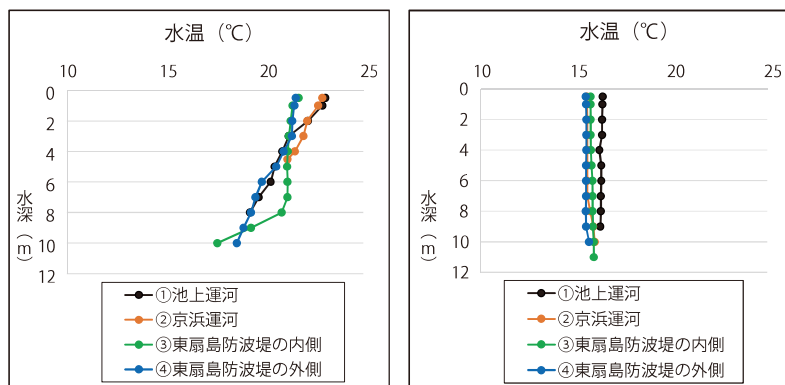 水温（℃）
10 15 20 25
0
2
4
6
8
10
12
水深（m）
①池上運河
②京浜運河
③東扇島防波堤の内側
④東扇島防波堤の外側
水温（℃）
10 15 20 25
0
2
4
6
8
10
12
水深（m）
①池上運河
②京浜運河
③東扇島防波堤の内側
④東扇島防波堤の外側